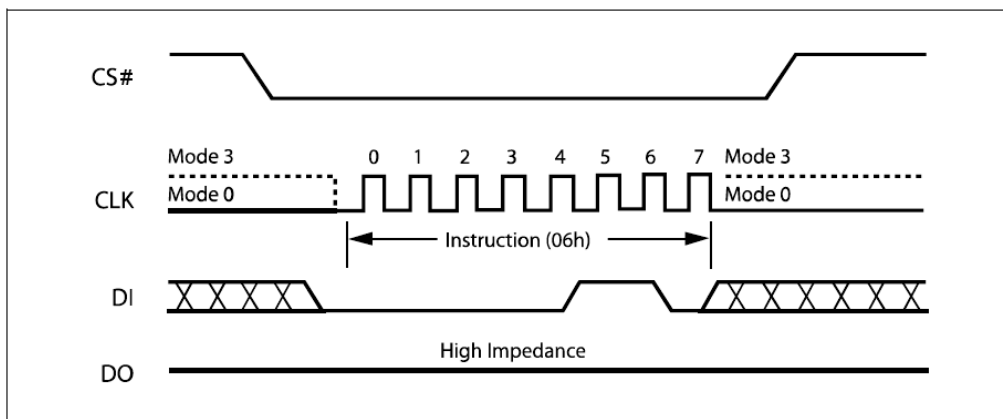 CS#
Mode 3
0 1 2 3 4 5 6 7
Mode 3
CLK
Mode 0
Mode 0
Instruction (06h)
DI
High Impedance
DO